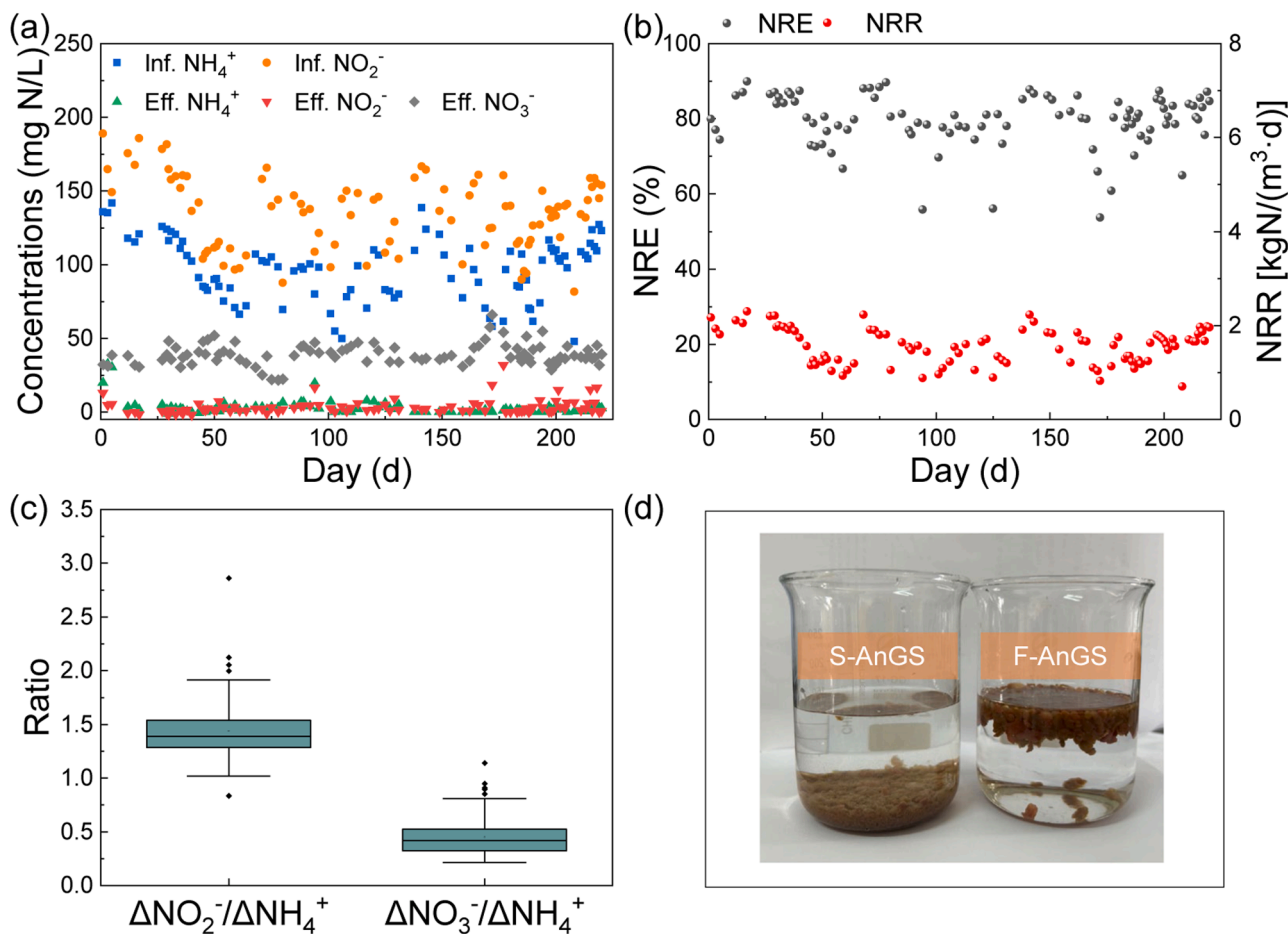 (a)
250
200
150
100
50
0
Concentrations (mg N/L)
Inf. NH₄⁺ Inf. NO₂⁻
Eff. NH₄⁺ Eff. NO₂⁻ Eff. NO₃⁻
0 50 100 150 200
Day (d)
(b)
NRE NRR
100
80
60
40
20
0
NRE (%)
8
6
4
2
0
NRR [kgN/(m³·d)]
0 50 100 150 200
Day (d)
(c)
3.5
3.0
2.5
2.0
1.5
1.0
0.5
0.0
Ratio
ΔNO₂⁻/ΔNH₄⁺ ΔNO₃⁻/ΔNH₄⁺
(d)
S-AnGS F-AnGS